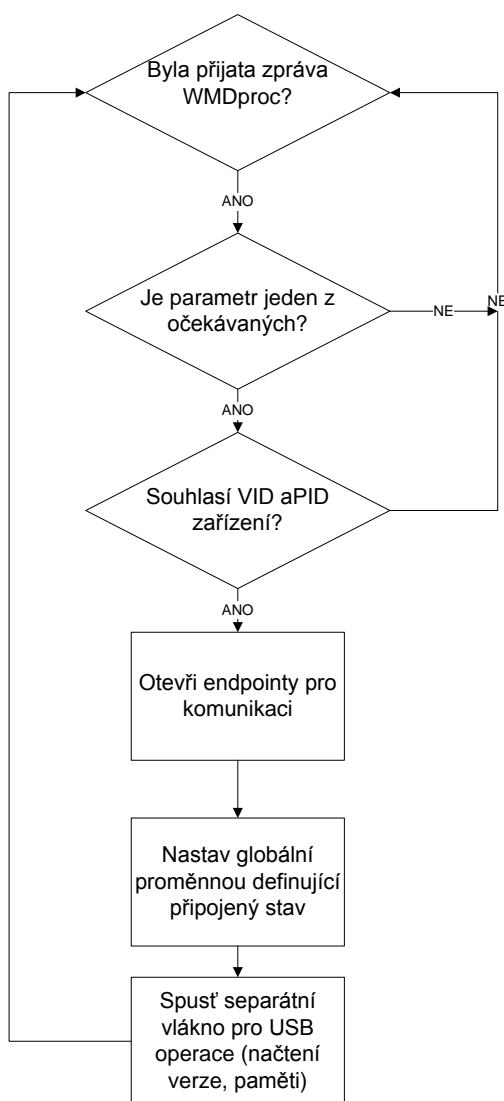 Byla přijata zpráva
WMDproc?
ANO
Je parametr jeden z
očekávaných?
NE
NE
ANO
Souhlasí VID aPID
zařízení?
ANO
Otevři endpointy pro
komunikaci
Nastav globální
proměnnou definující
připojený stav
Spusť separátní
vlákno pro USB
operace (načtení
verze, paměti)